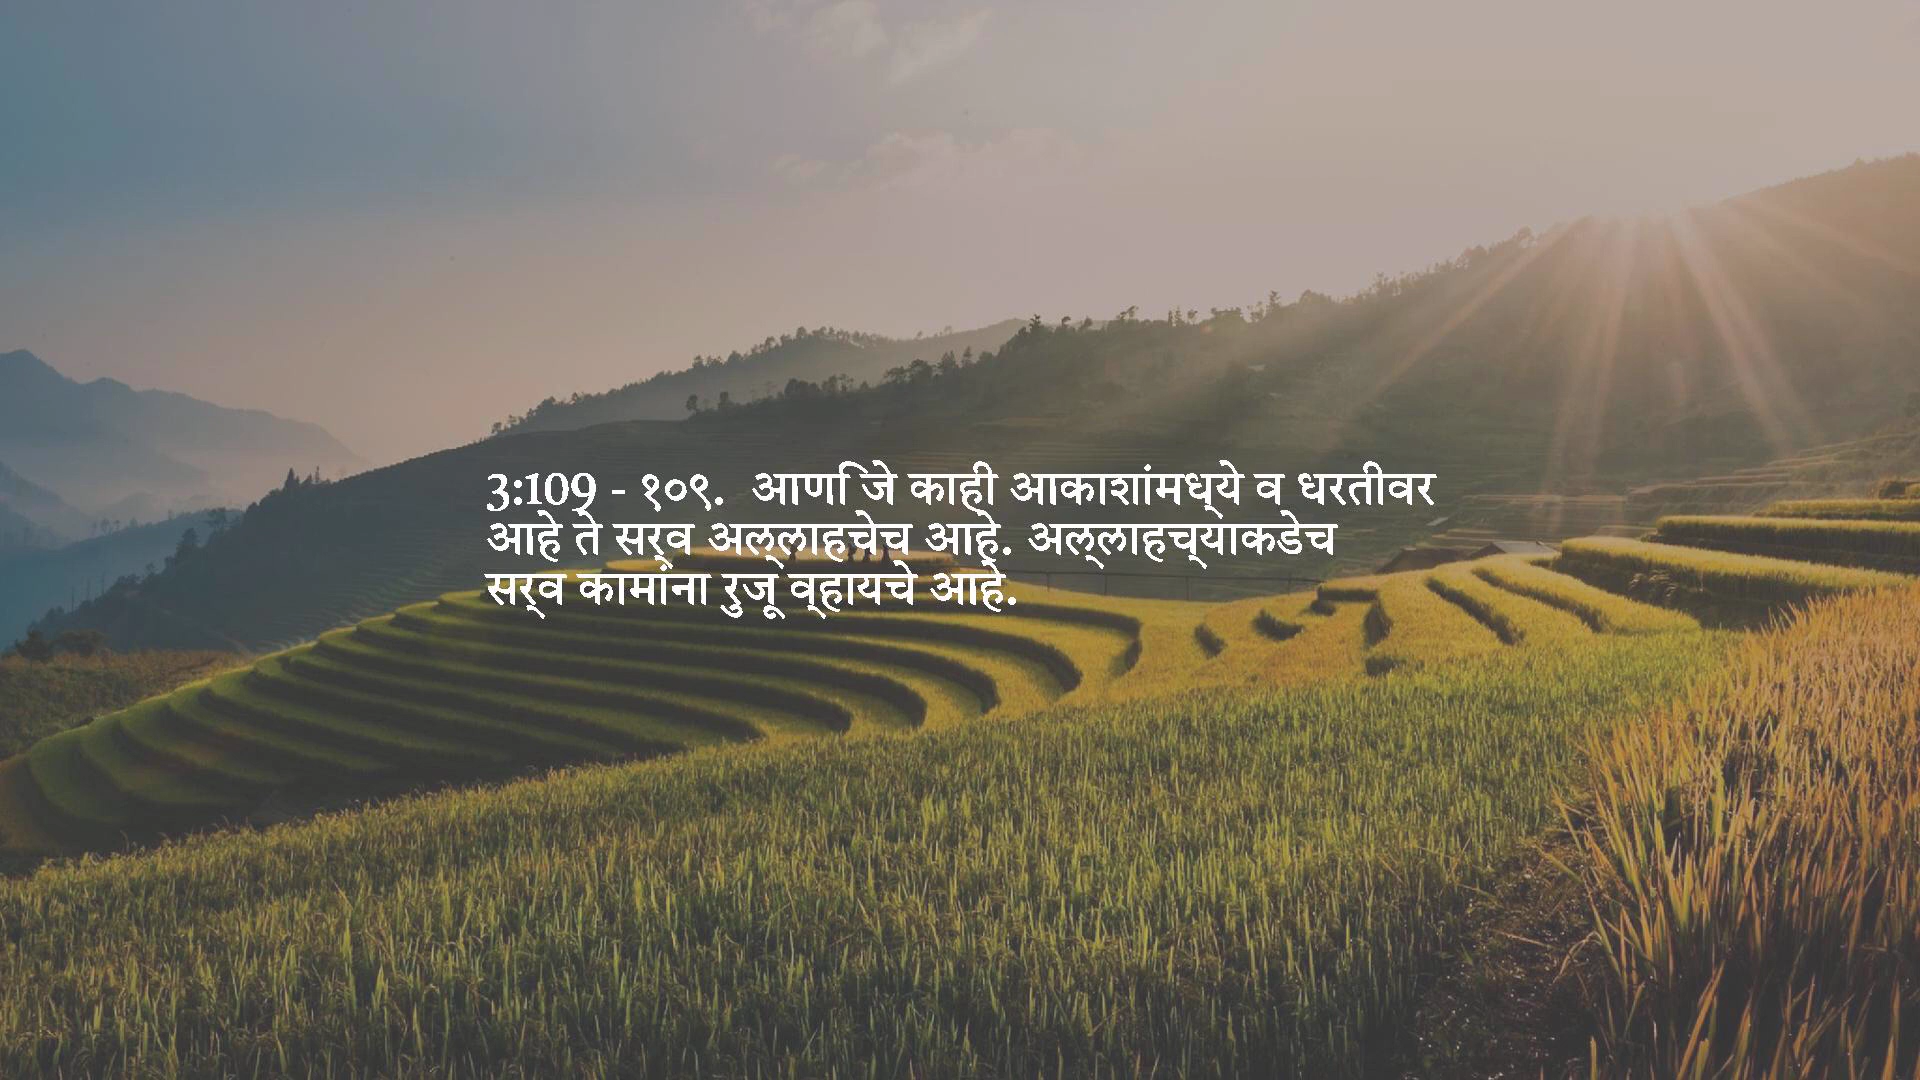 3:109 - १०९.  आणि जे काही आकाशांमध्ये व धरतीवर
आहे ते सर्व अल्लाहचेच आहे. अल्लाहच्याकडेच
सर्व कामांना रुजू व्हायचे आहे.